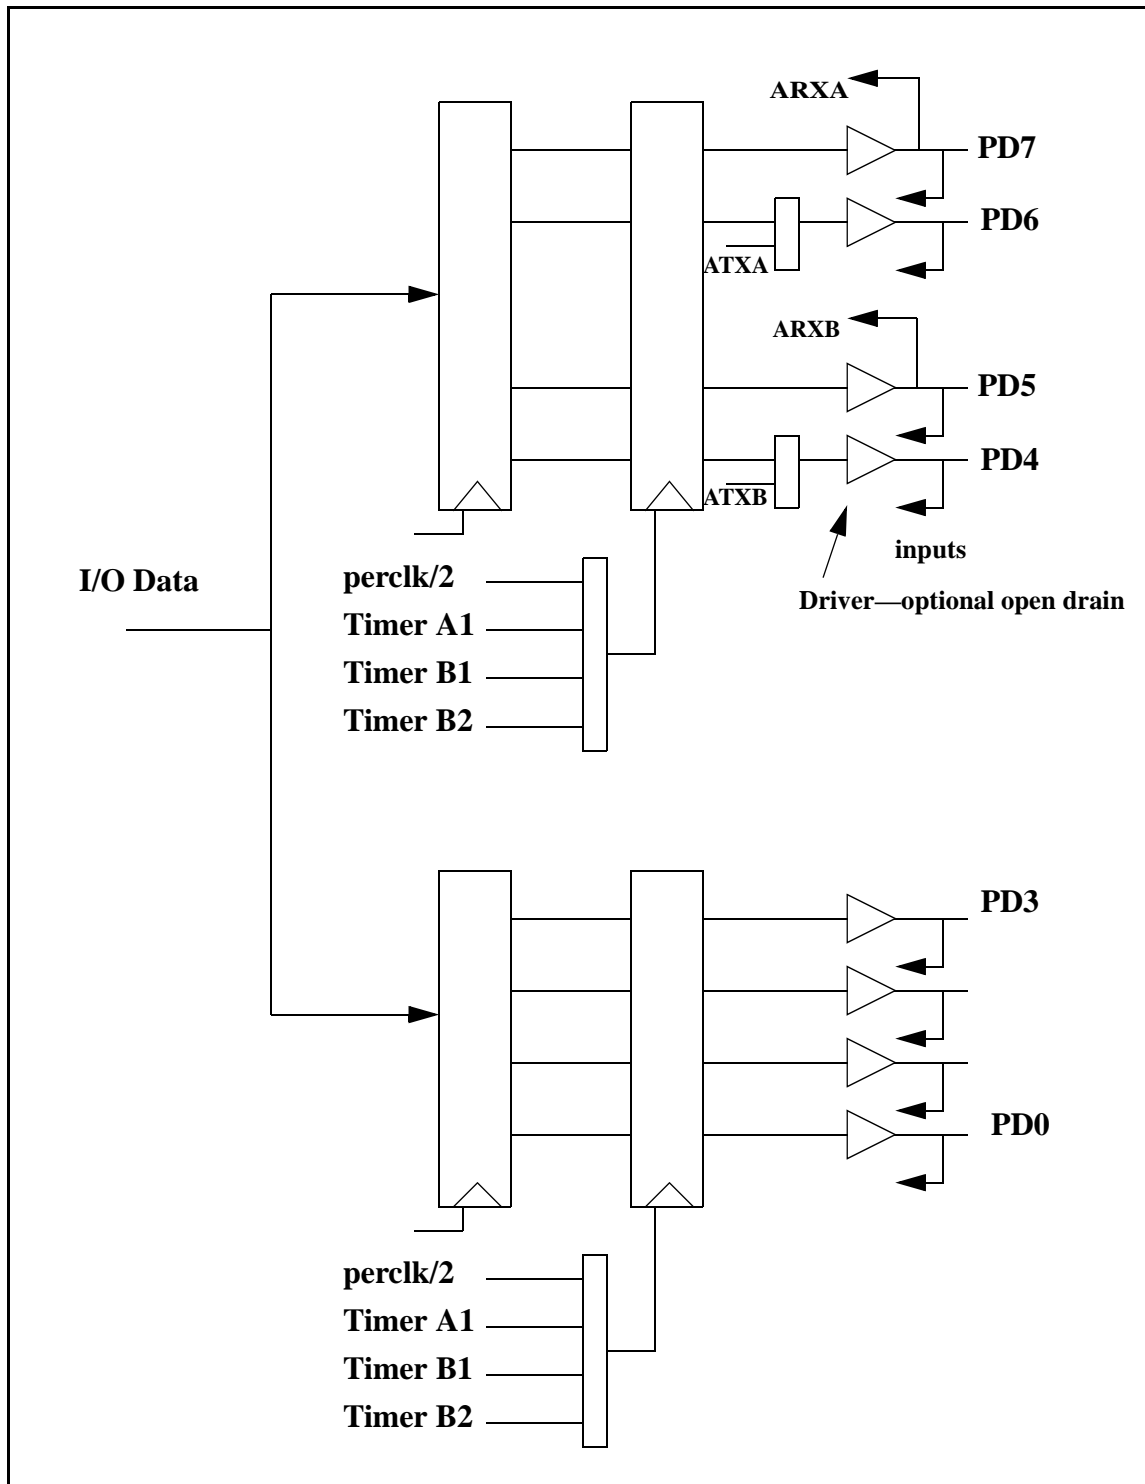 ARXA
PD7
PD6
ATXA
ARXB
PD5
PD4
ATXB
inputs
Driver—optional open drain
I/O Data
perclk/2
Timer A1
Timer B1
Timer B2
PD3
PD0
perclk/2
Timer A1
Timer B1
Timer B2